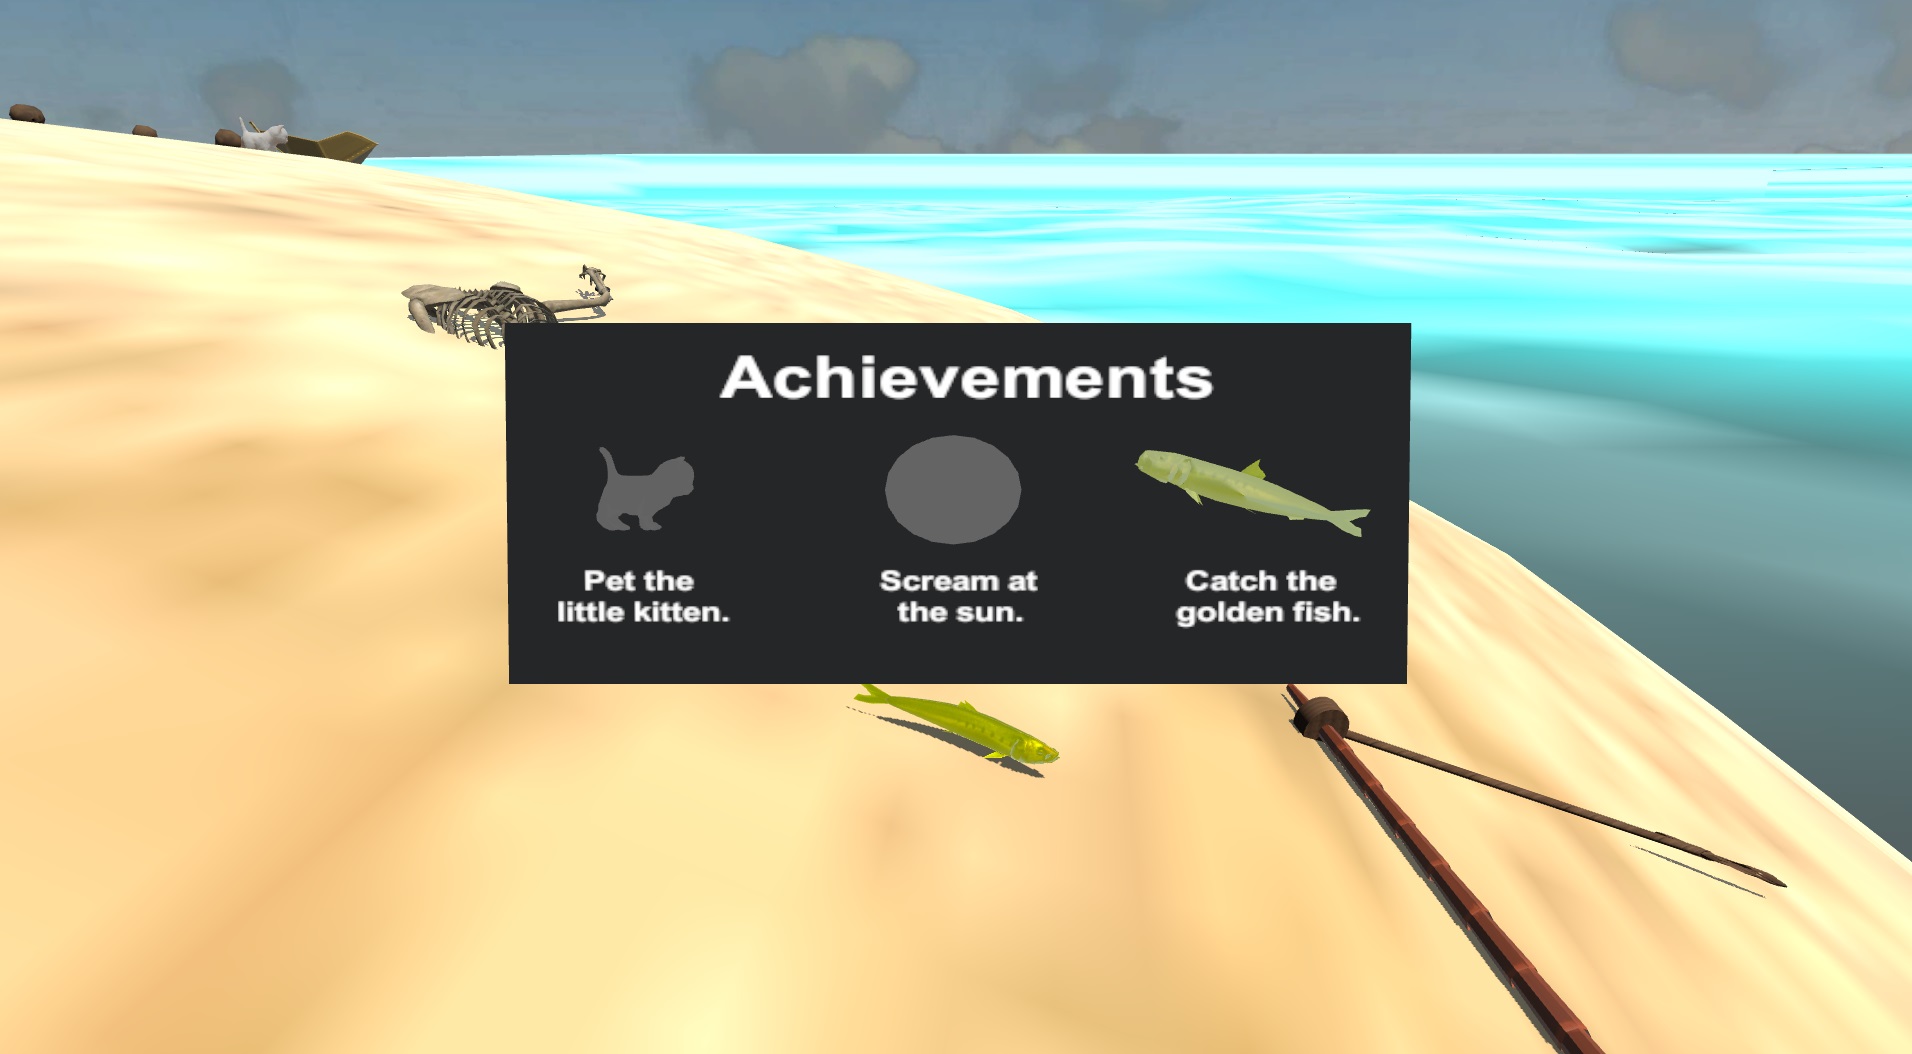 Achievements
Pet the
little kitten.
Scream at
the sun.
Catch the
golden fish.